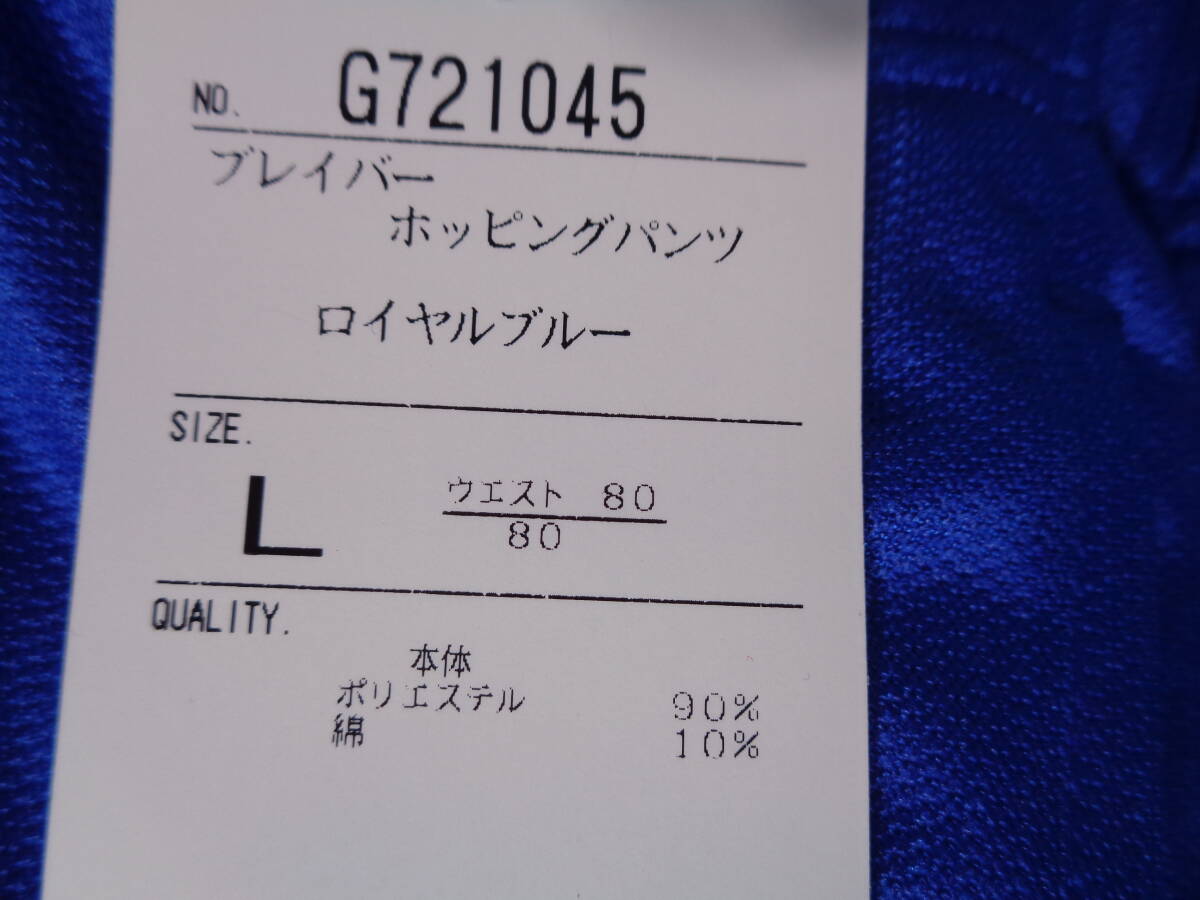 NO. G721045
ブレイバー
ホッピングパンツ
ロイヤルブルー
SIZE.
L
ウエスト 80
80
QUALITY.
本体
ポリエステル 90%
綿 10%